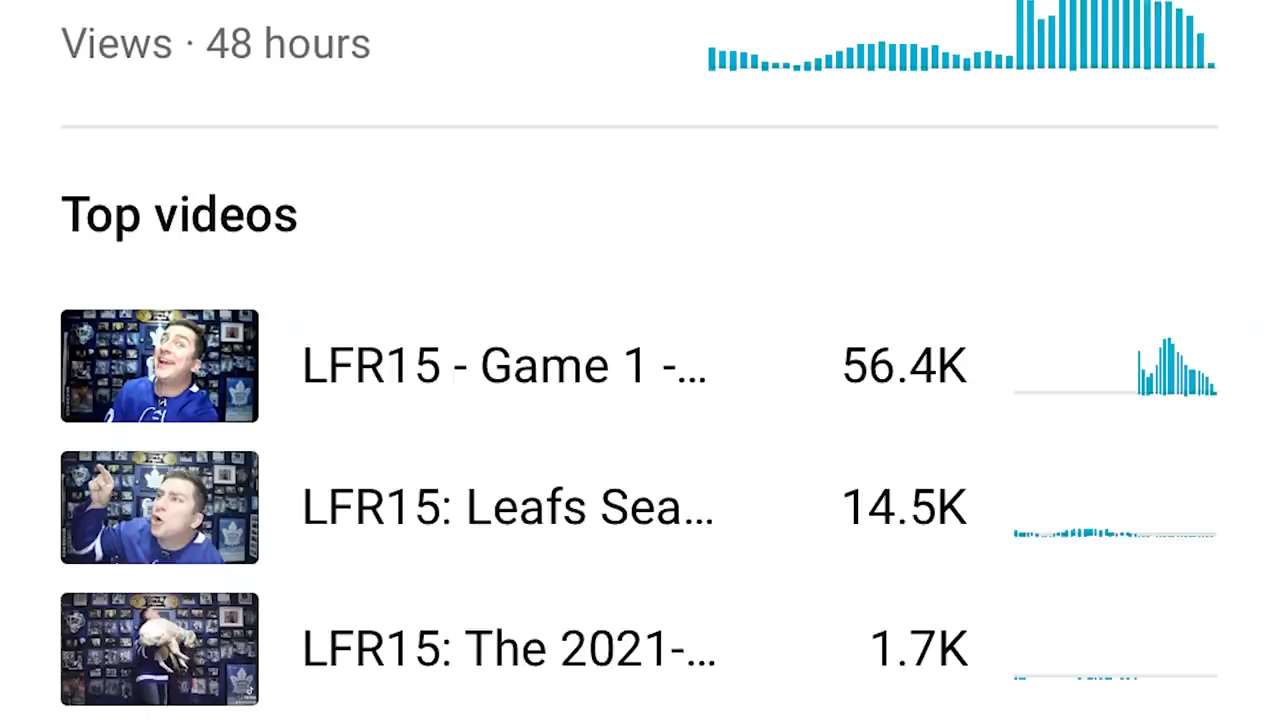 Views · 48 hours
Top videos
LFR15 - Game 1 -... 56.4K
LFR15: Leafs Sea... 14.5K
LFR15: The 2021-... 1.7K